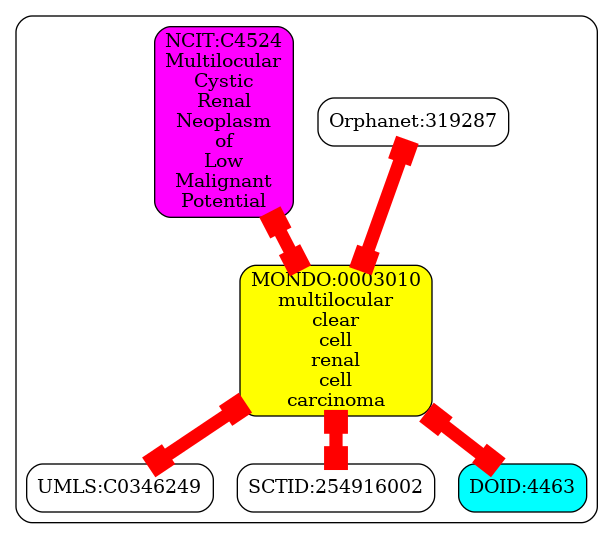 NCIT:C4524
Multilocular
Cystic
Renal
Neoplasm
of
Low
Malignant
Potential
Orphanet:319287
MONDO:0003010
multilocular
clear
cell
renal
cell
carcinoma
UMLS:C0346249
SCTID:254916002
DOID:4463